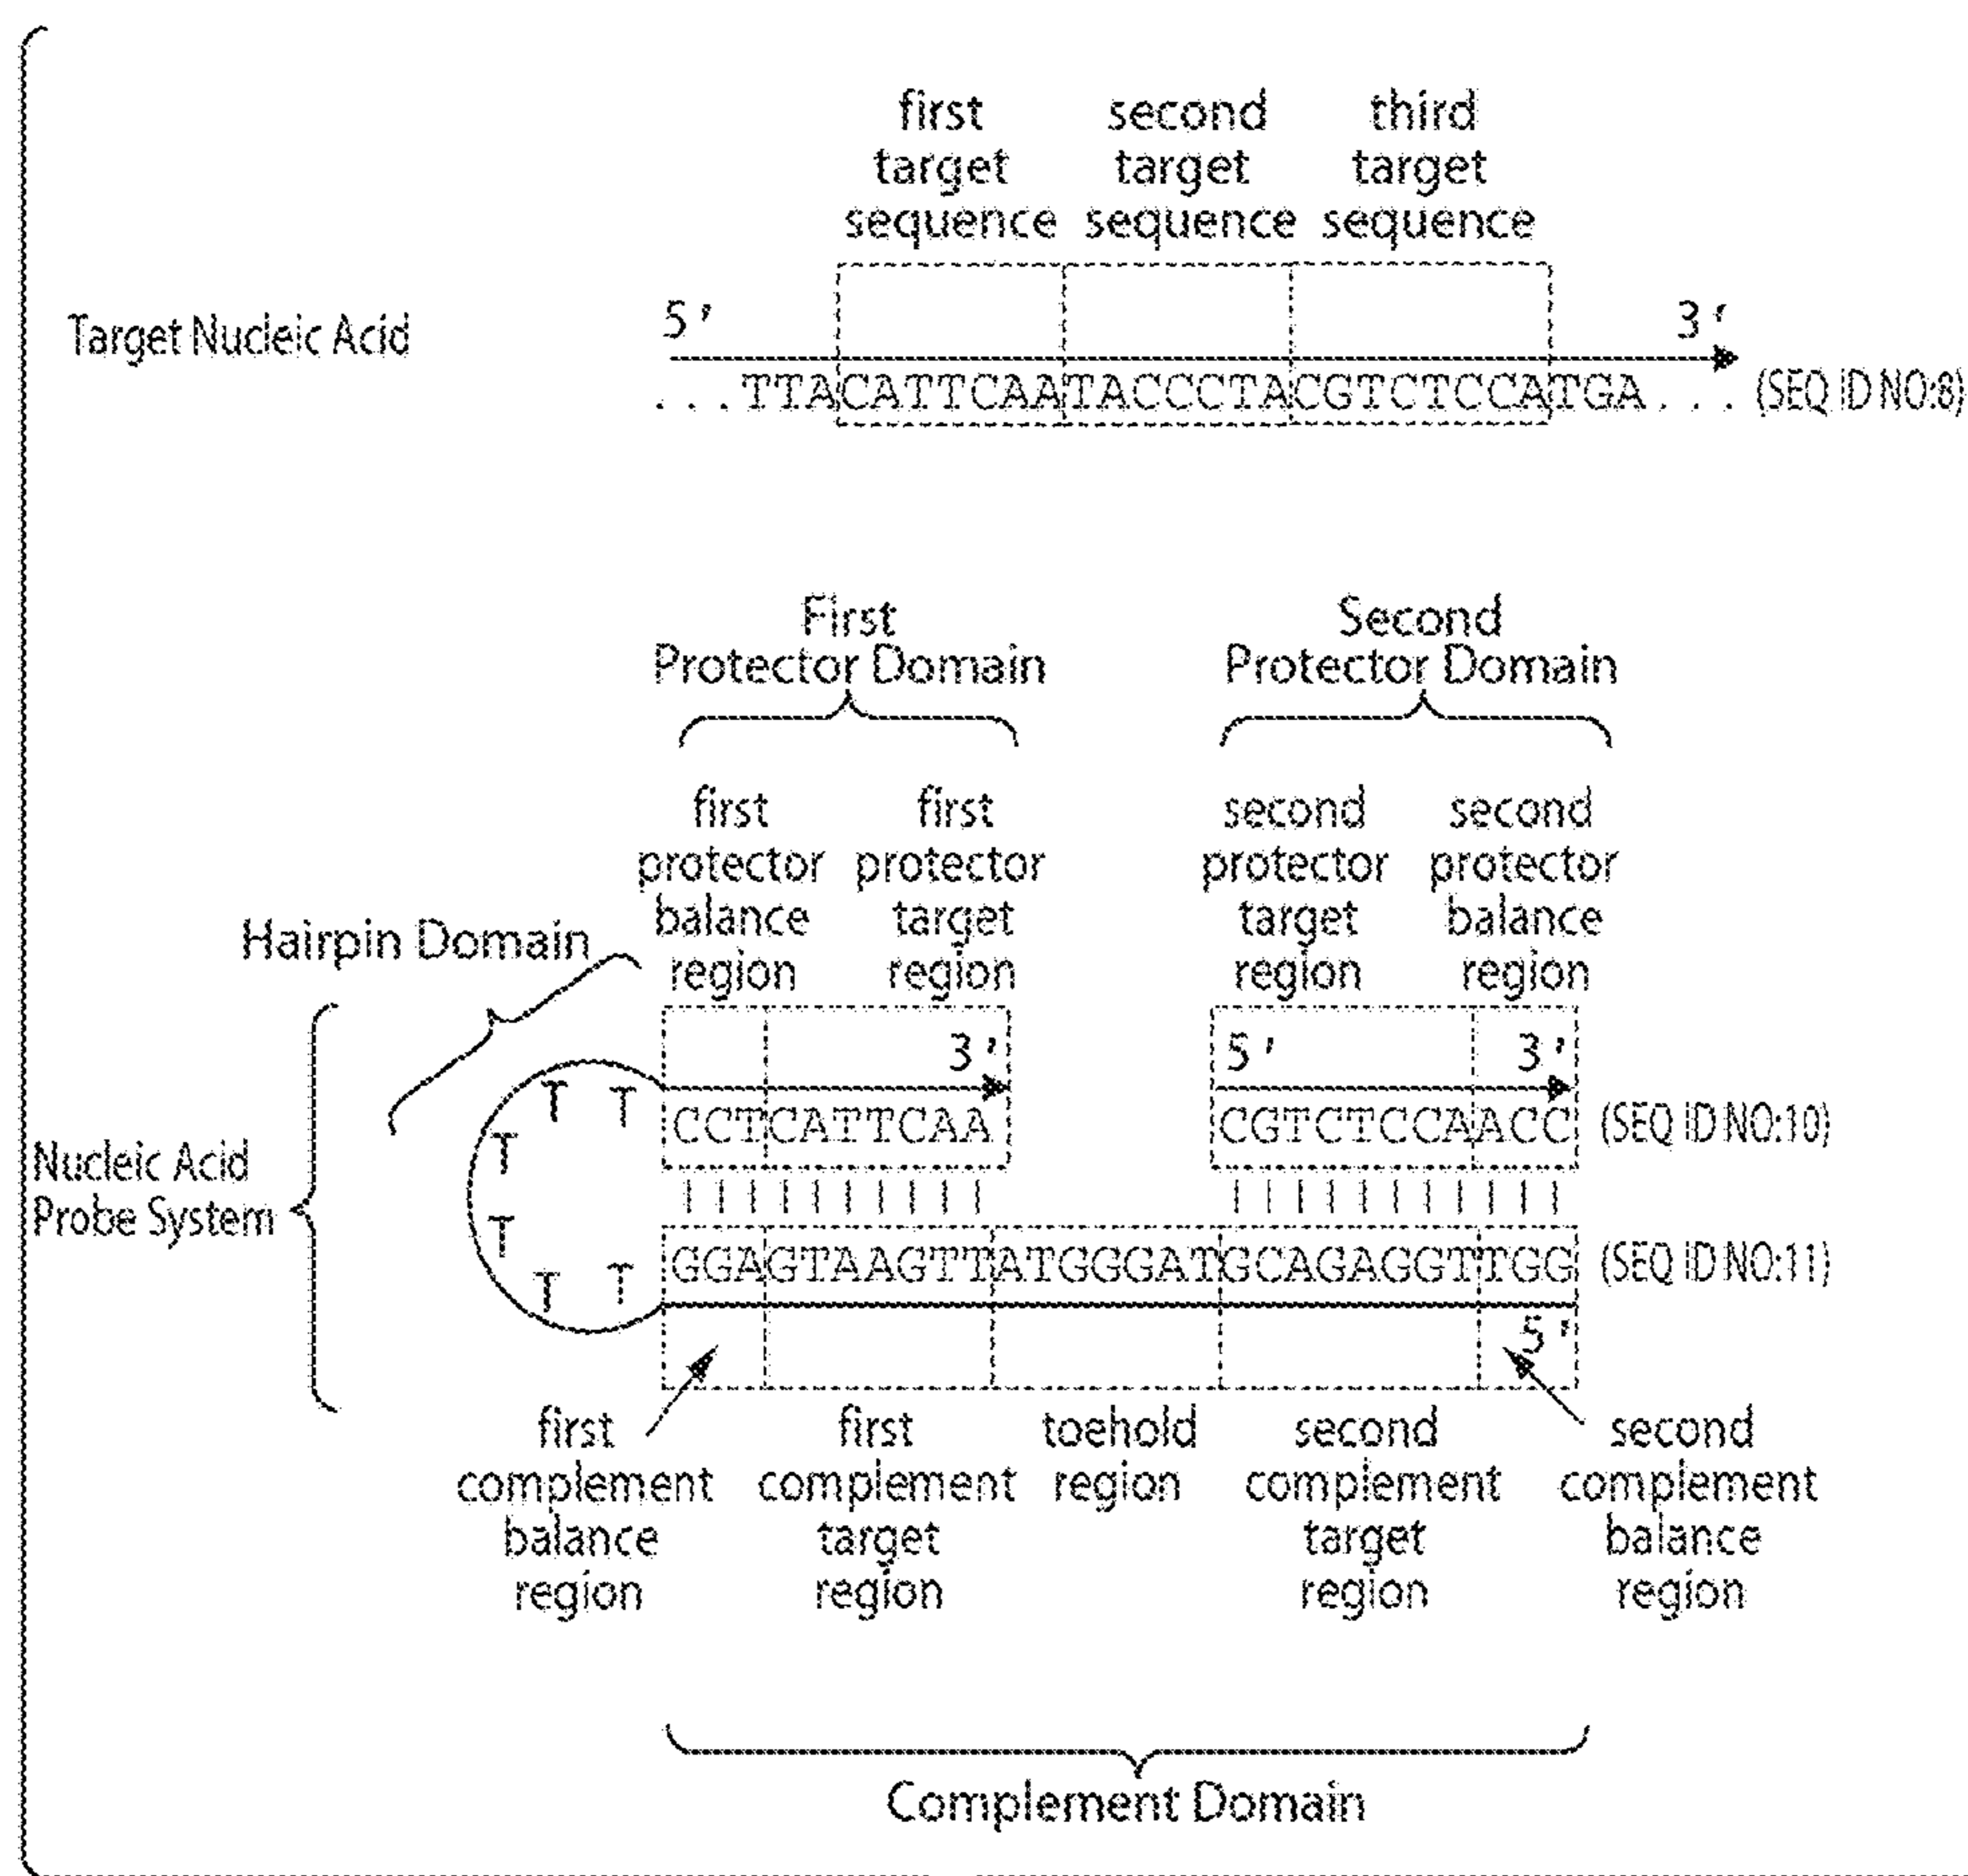 first second third
target target target
sequence sequence sequence
5' 3'
Target Nucleic Acid
...TTACATTCAATACCCTACGTCTCCATGA... (SEQ ID NO:8)
First Second
Protector Domain Protector Domain
first first second second
protector protector protector protector
balance target target balance
region region region region
Hairpin Domain
3' 5' 3'
T T
CCTCATTCAA CGTCTCCAACC (SEQ ID NO:10)
T
Nucleic Acid
Probe System
T
GGAGTAAGTTATGGGATGCAGAGGTTGG (SEQ ID NO:11)
T T
5'
first first toehold second second
complement complement region complement complement
balance target target balance
region region region region
Complement Domain